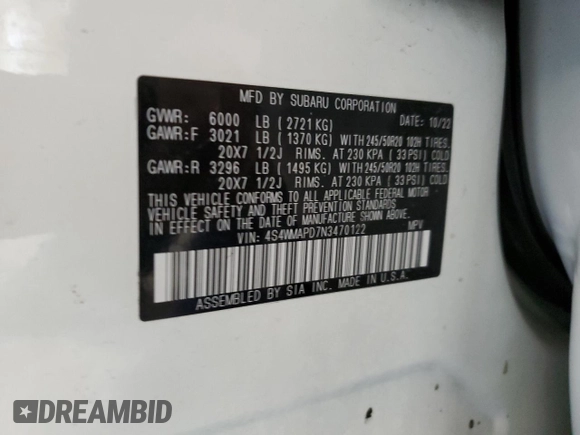 MFD BY SUBARU CORPORATION DATE: 10/22
GVWR: 6000 LB ( 2721 KG)
GAWR:F 3021 LB ( 1370 KG) WITH 245/50R20 102H TIRES.
20X7 1/2J RIMS. AT 230 KPA ( 33 PSI) COLD
GAWR:R 3296 LB ( 1495 KG) WITH 245/50R20 102H TIRES.
20X7 1/2J RIMS. AT 230 KPA ( 33 PSI) COLD
THIS VEHICLE CONFORMS TO ALL APPLICABLE FEDERAL MOTOR
VEHICLE SAFETY AND THEFT PREVENTION STANDARDS
IN EFFECT ON THE DATE OF MANUFACTURE SHOWN ABOVE.
VIN: 4S4WMAPD7N3470122 MPV
ASSEMBLED BY SIA INC. MADE IN U.S.A.
DREAMBID